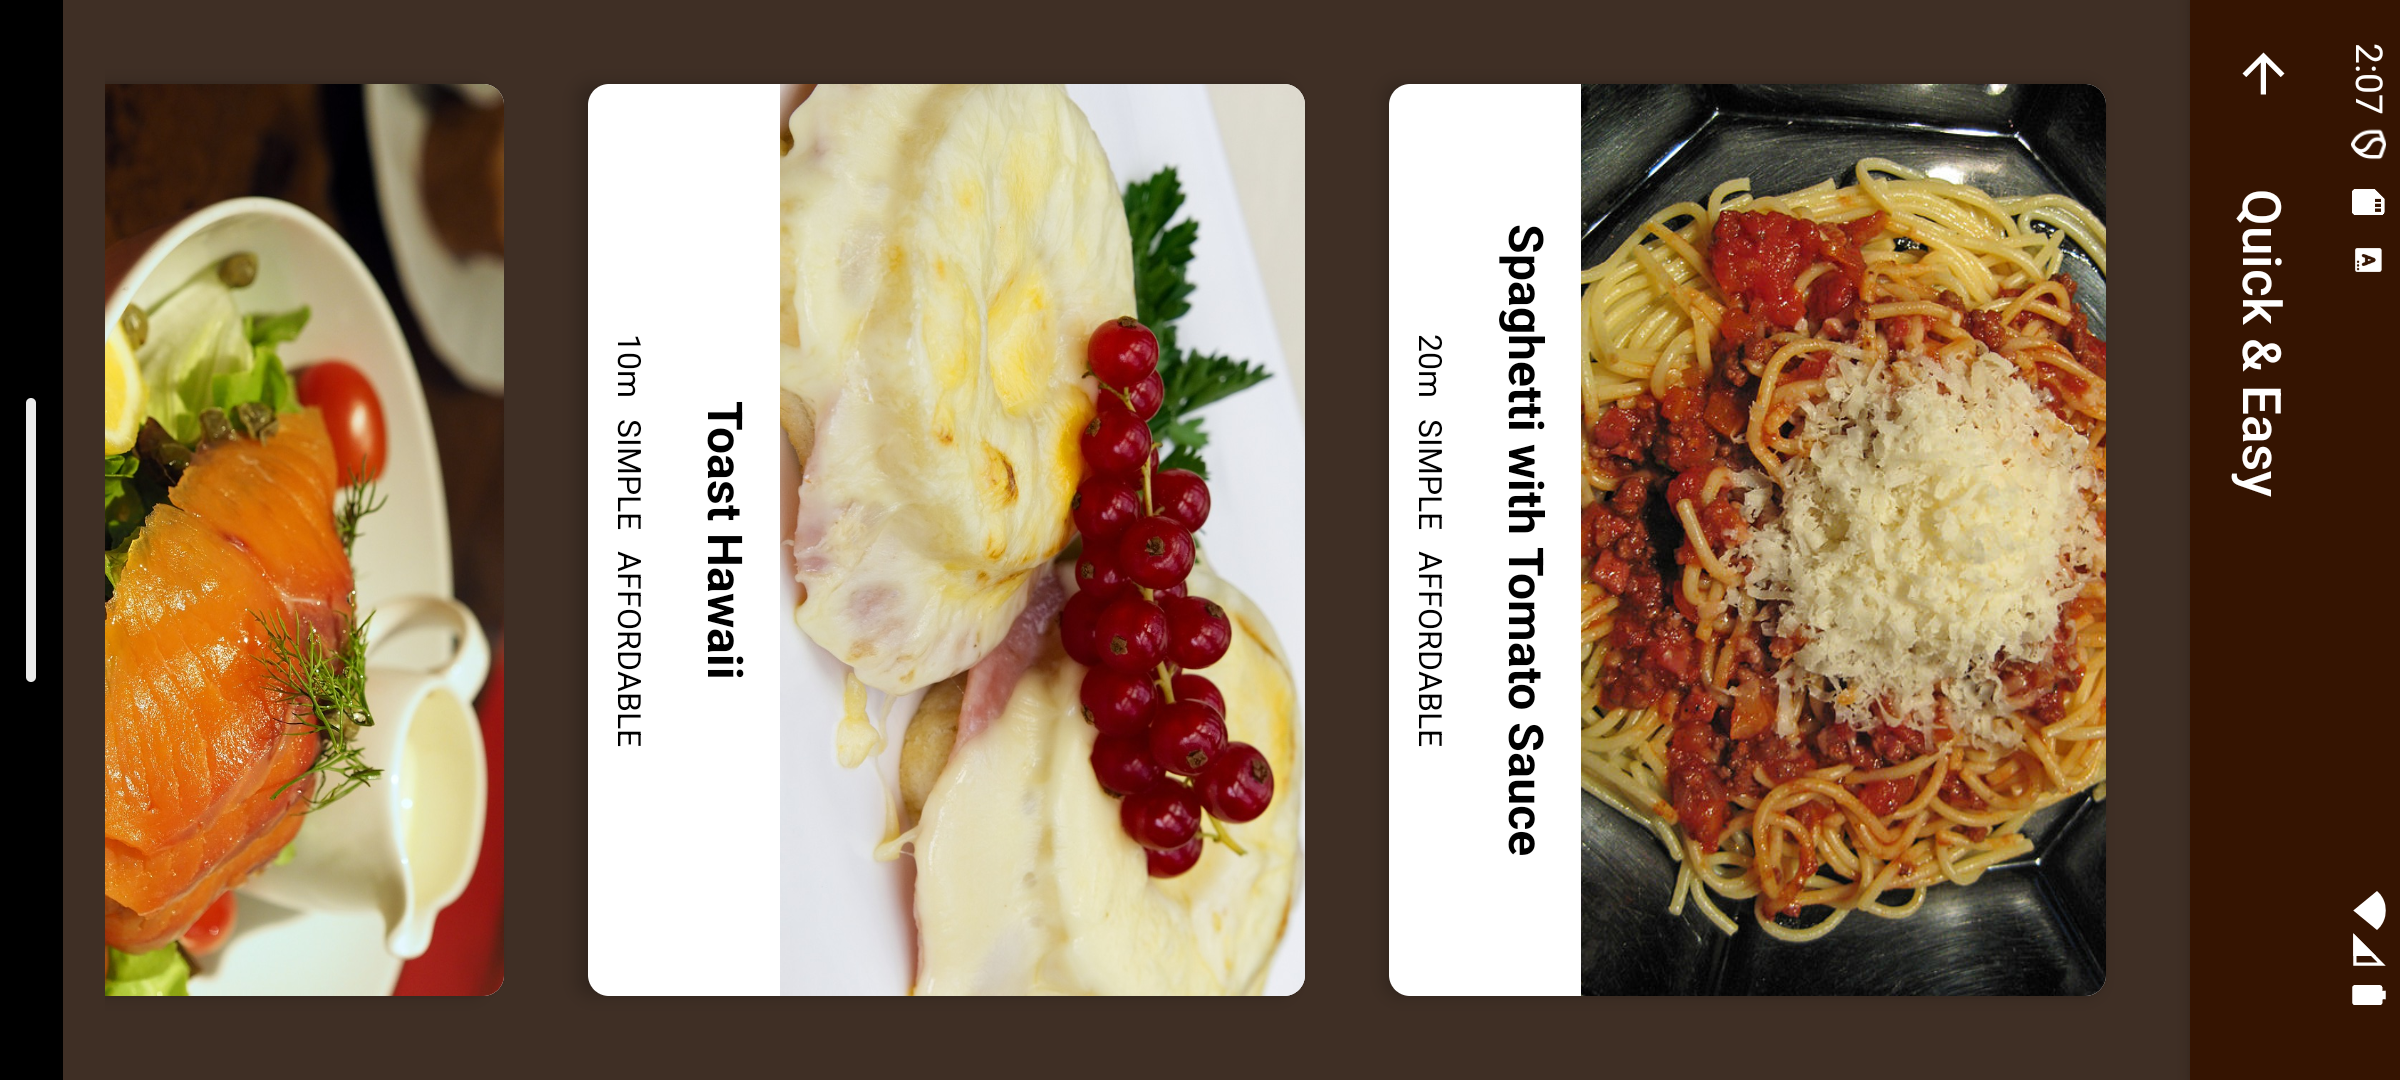 2:07
Quick & Easy
Spaghetti with Tomato Sauce
20m SIMPLE AFFORDABLE
Toast Hawaii
10m SIMPLE AFFORDABLE